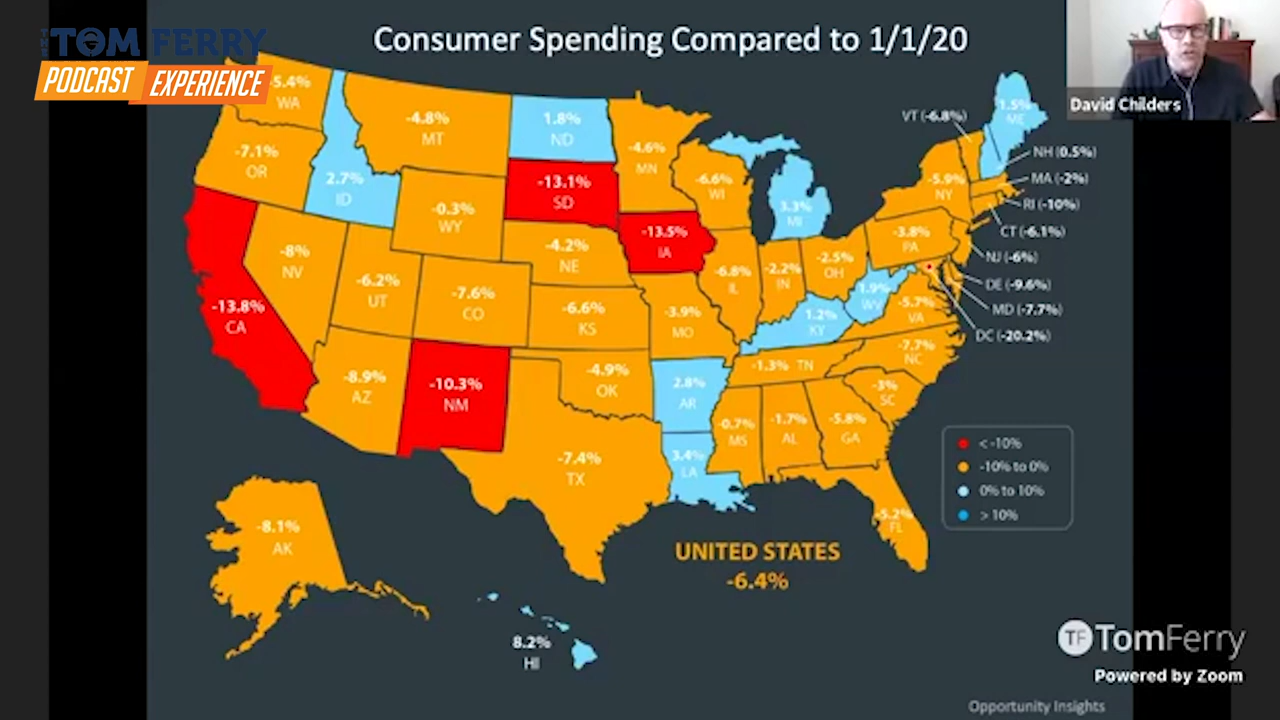 THE TOM FERRY
PODCAST EXPERIENCE
Consumer Spending Compared to 1/1/20
David Childers
-5.4%
WA
-4.8%
MT
1.8%
ND
-4.6%
MN
VT (-6.8%)
1.5%
ME
-7.1%
OR
2.7%
ID
-13.1%
SD
-6.6%
WI
NH (0.5%)
-0.3%
WY
3.3%
MI
-5.9%
NY
MA (-2%)
RI (-10%)
-13.5%
IA
-3.8%
PA
CT (-6.1%)
-8%
NV
-4.2%
NE
-2.5%
OH
NJ (-6%)
-6.2%
UT
-7.6%
CO
-6.8%
IL
-2.2%
IN
1.9%
WV
DE (-9.6%)
-13.8%
CA
-6.6%
KS
-3.9%
MO
1.2%
KY
-5.7%
VA
MD (-7.7%)
DC (-20.2%)
-7.7%
NC
-1.3% TN
-8.9%
AZ
-10.3%
NM
-4.9%
OK
2.8%
AR
-3%
SC
-0.7%
MS
-1.7%
AL
-5.8%
GA
-7.4%
TX
3.4%
LA
-5.2%
FL
< -10%
-10% to 0%
0% to 10%
> 10%
-8.1%
AK
8.2%
HI
UNITED STATES
-6.4%
TF TomFerry
Powered by Zoom
Opportunity Insights